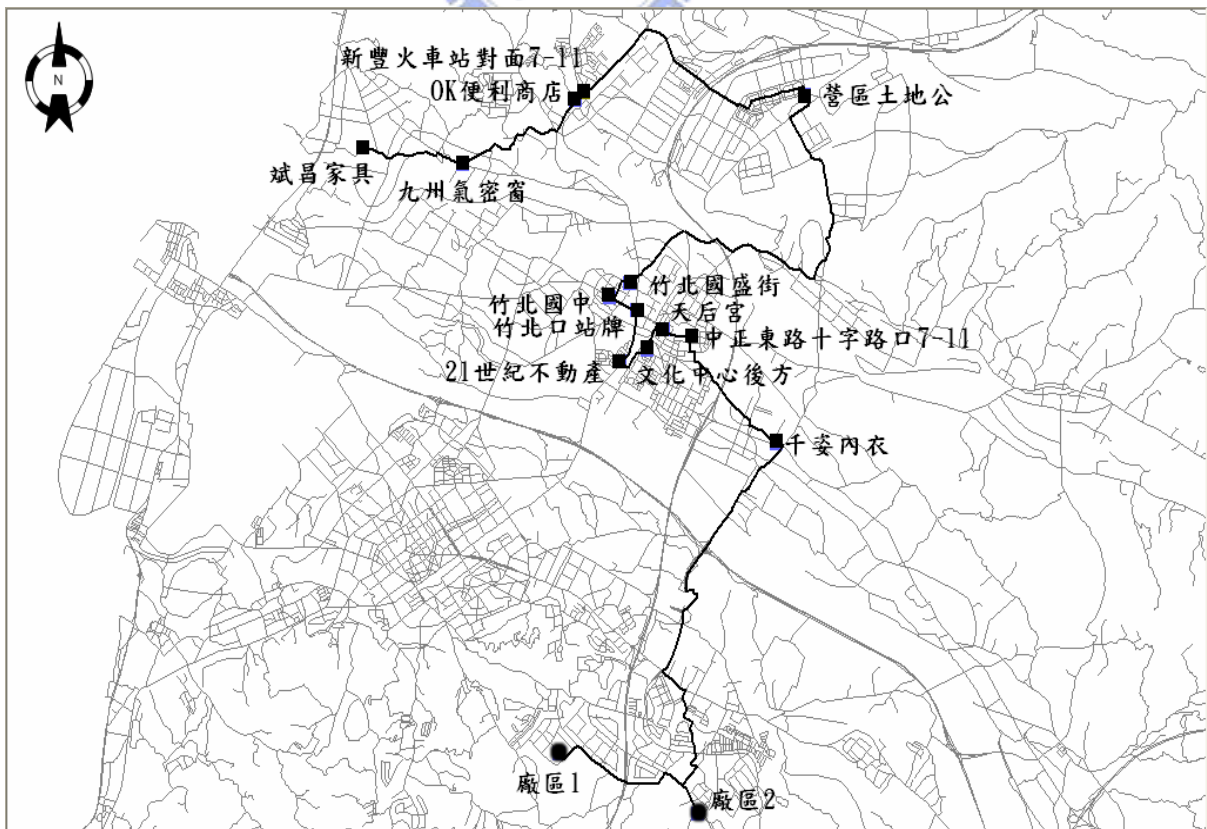 N
新豐火車站對面7-11
OK便利商店
營區土地公
斌昌家具
九州氣密窗
竹北國盛街
竹北國中
天后宮
竹北口站牌
中正東路十字路口7-11
21世紀不動產
文化中心後方
千姿內衣
廠區1
廠區2